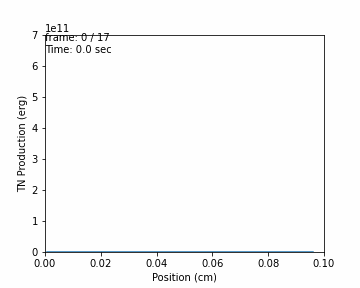 1e11
frame: 0 / 17
Time: 0.0 sec
7
6
5
4
3
2
1
0
TN Production (erg)
0.00 0.02 0.04 0.06 0.08 0.10
Position (cm)